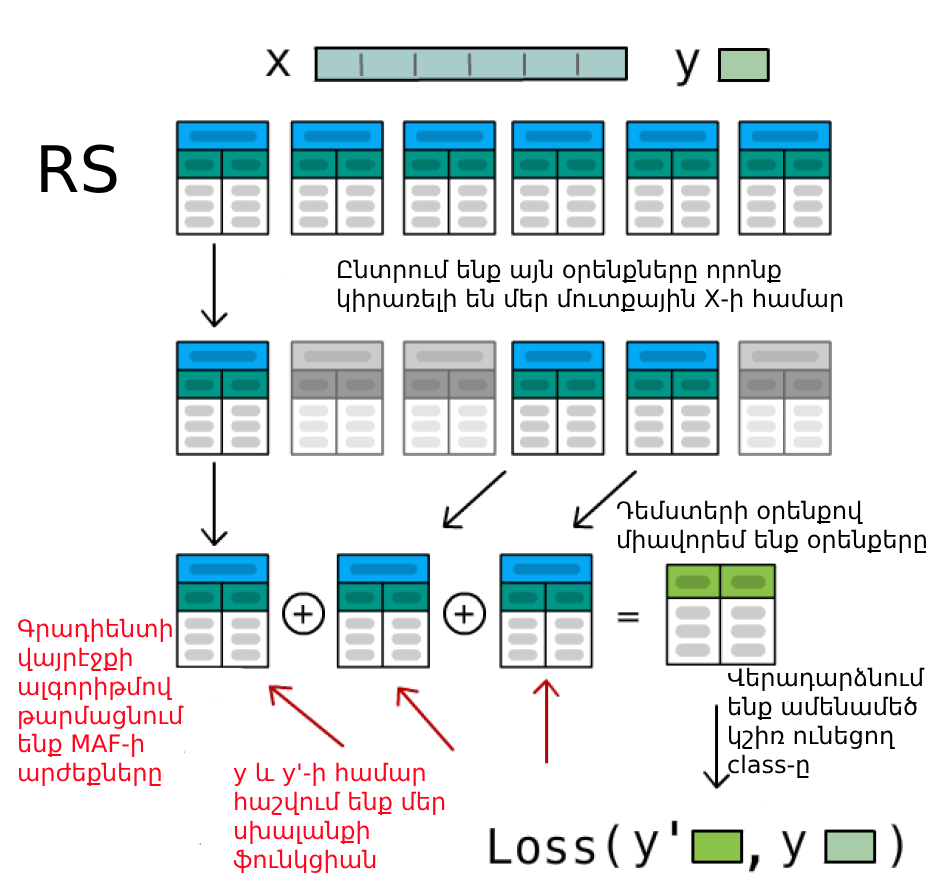 x y
RS
Ընտրում ենք այն օրենքները որոնք
կիրառելի են մեր մուտքային X-ի համար
Դեմստերի օրենքով
միավորեմ ենք օրենքերը
+ + =
Գրադիենտի
վայրէջքի
ալգորիթմով
թարմացնում
ենք MAF-ի
արժեքները
Վերադարձնում
ենք ամենամեծ
կշիռ ունեցող
class-ը
y և y'-ի համար
հաշվում ենք մեր
սխալանքի
ֆունկցիան
Loss(y' , y )